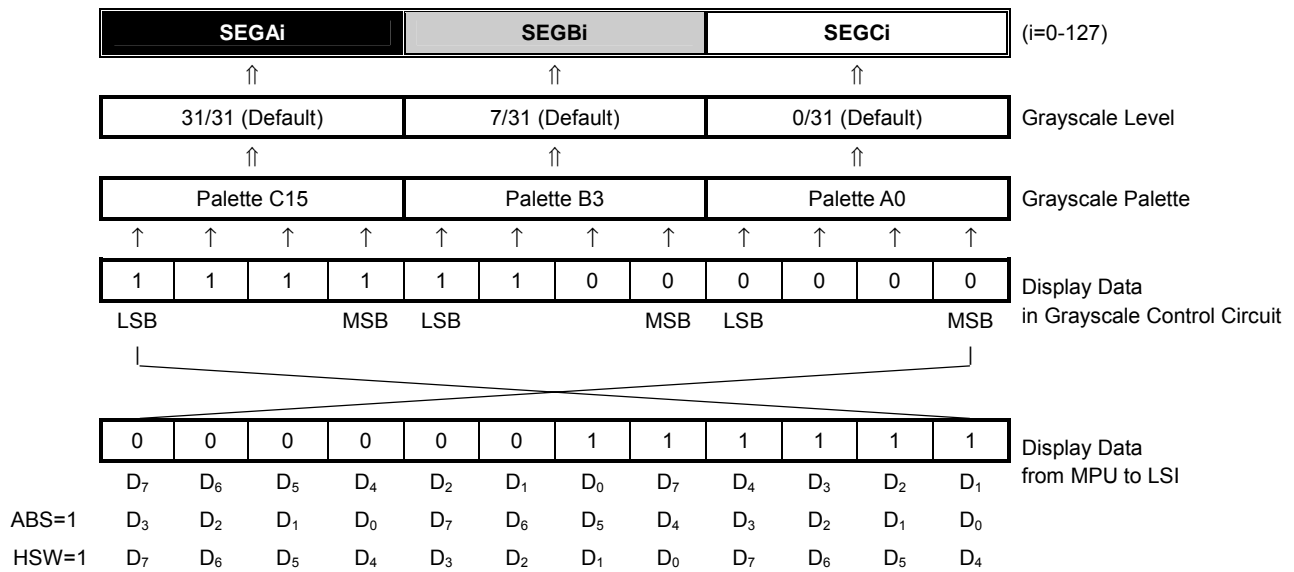 SEGAi SEGBi SEGCi (i=0-127)
⇑ ⇑ ⇑
31/31 (Default) 7/31 (Default) 0/31 (Default) Grayscale Level
⇑ ⇑ ⇑
Palette C15 Palette B3 Palette A0 Grayscale Palette
↑ ↑ ↑ ↑ ↑ ↑ ↑ ↑ ↑ ↑ ↑ ↑
1 1 1 1 1 1 0 0 0 0 0 0 Display Data
in Grayscale Control Circuit
LSB MSB LSB MSB LSB MSB
0 0 0 0 0 0 1 1 1 1 1 1 Display Data
from MPU to LSI
D₇ D₆ D₅ D₄ D₂ D₁ D₀ D₇ D₄ D₃ D₂ D₁
ABS=1 D₃ D₂ D₁ D₀ D₇ D₆ D₅ D₄ D₃ D₂ D₁ D₀
HSW=1 D₇ D₆ D₅ D₄ D₃ D₂ D₁ D₀ D₇ D₆ D₅ D₄